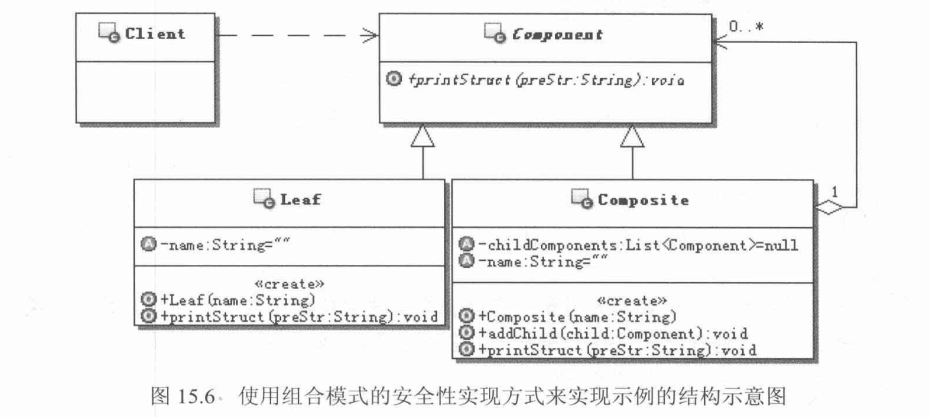 Client
Component
0..*
+printStruct(preStr:String):void
Leaf
Composite
1
-name:String=""
-childComponents:List<Component>=null
-name:String=""
«create»
+Leaf(name:String)
+printStruct(preStr:String):void
«create»
+Composite(name:String)
+addChild(child:Component):void
+printStruct(preStr:String):void
图 15.6 使用组合模式的安全性实现方式来实现示例的结构示意图